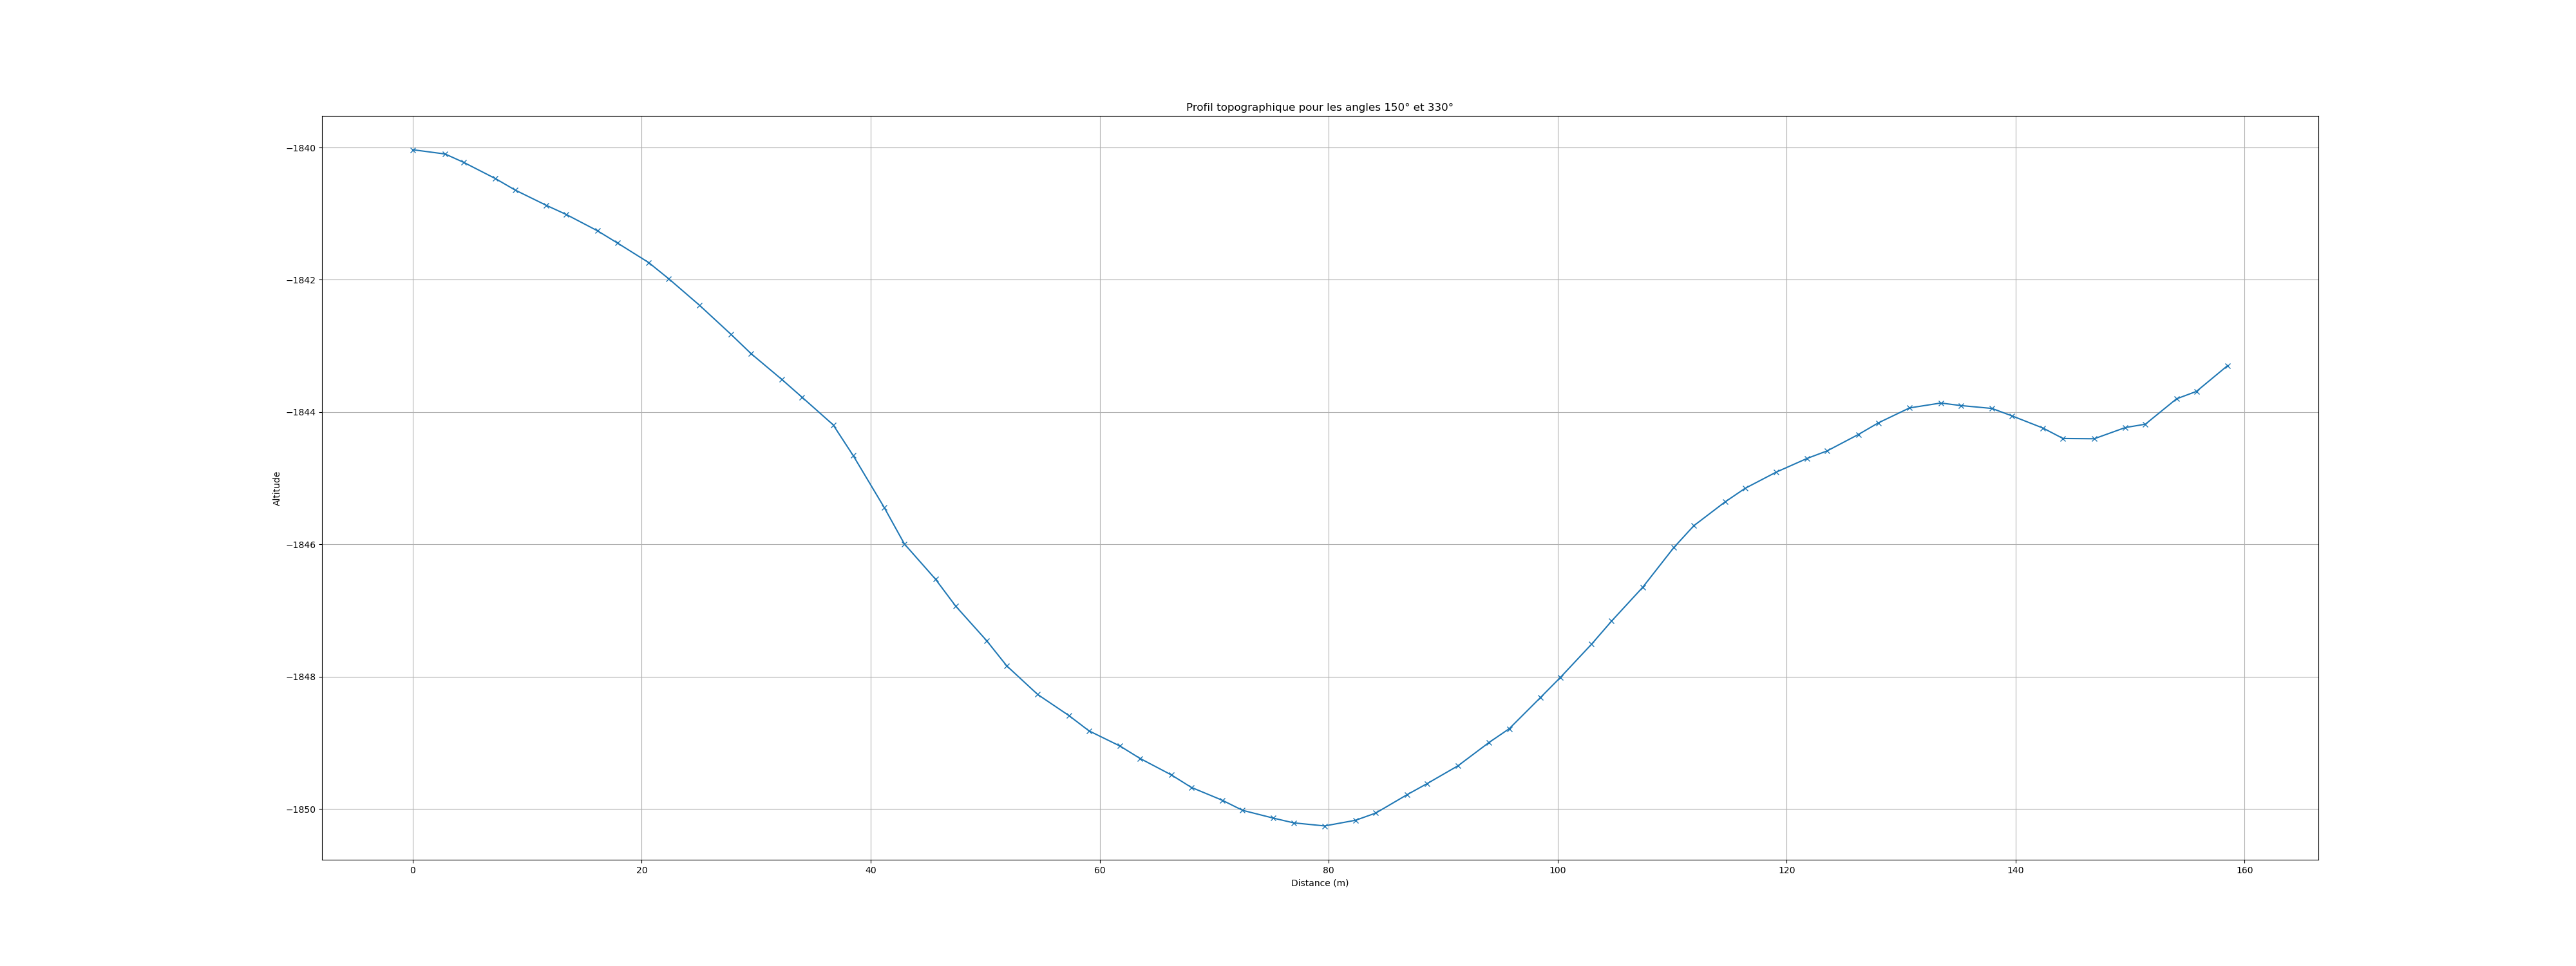 Profil topographique pour les angles 150° et 330°
−1840
−1842
−1844
−1846
−1848
−1850
Altitude
0 20 40 60 80 100 120 140 160
Distance (m)